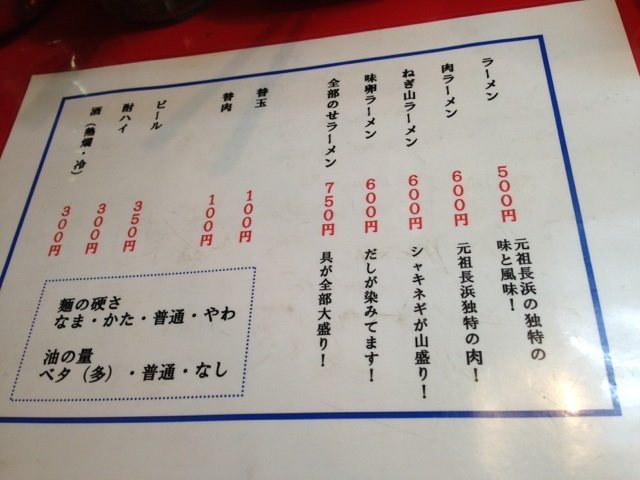 ラーメン 500円 元祖長浜の独特の
味と風味！
肉ラーメン 600円 元祖長浜独特の肉！
ねぎ山ラーメン 600円 シャキネギが山盛り！
味卵ラーメン 600円 だしが染みてます！
全部のせラーメン 750円 具が全部大盛り！
替玉 100円
替肉 100円
ビール 350円
酎ハイ 300円
酒（熱燗・冷） 300円
麺の硬さ
なま・かた・普通・やわ
油の量
ベタ（多）・普通・なし